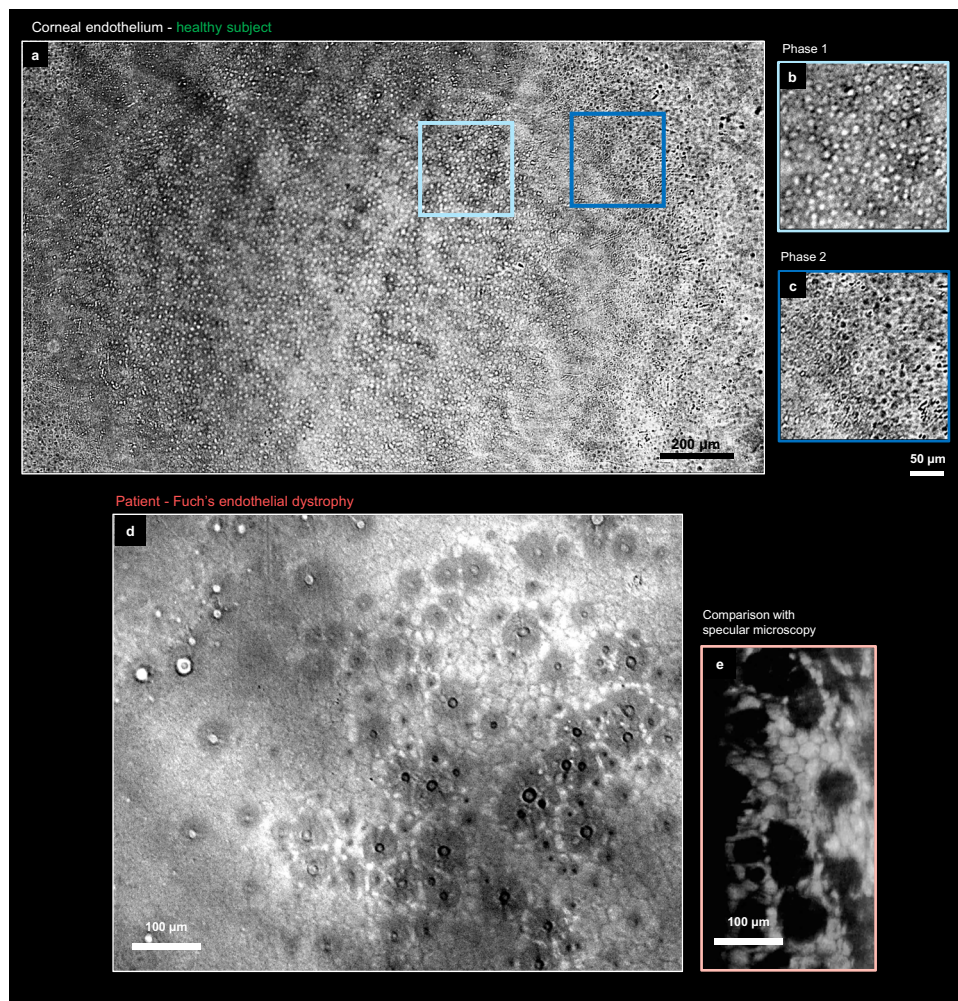 Corneal endothelium - healthy subject
a
200 µm
Phase 1
b
Phase 2
c
50 µm
Patient - Fuch's endothelial dystrophy
d
100 µm
Comparison with
specular microscopy
e
100 µm